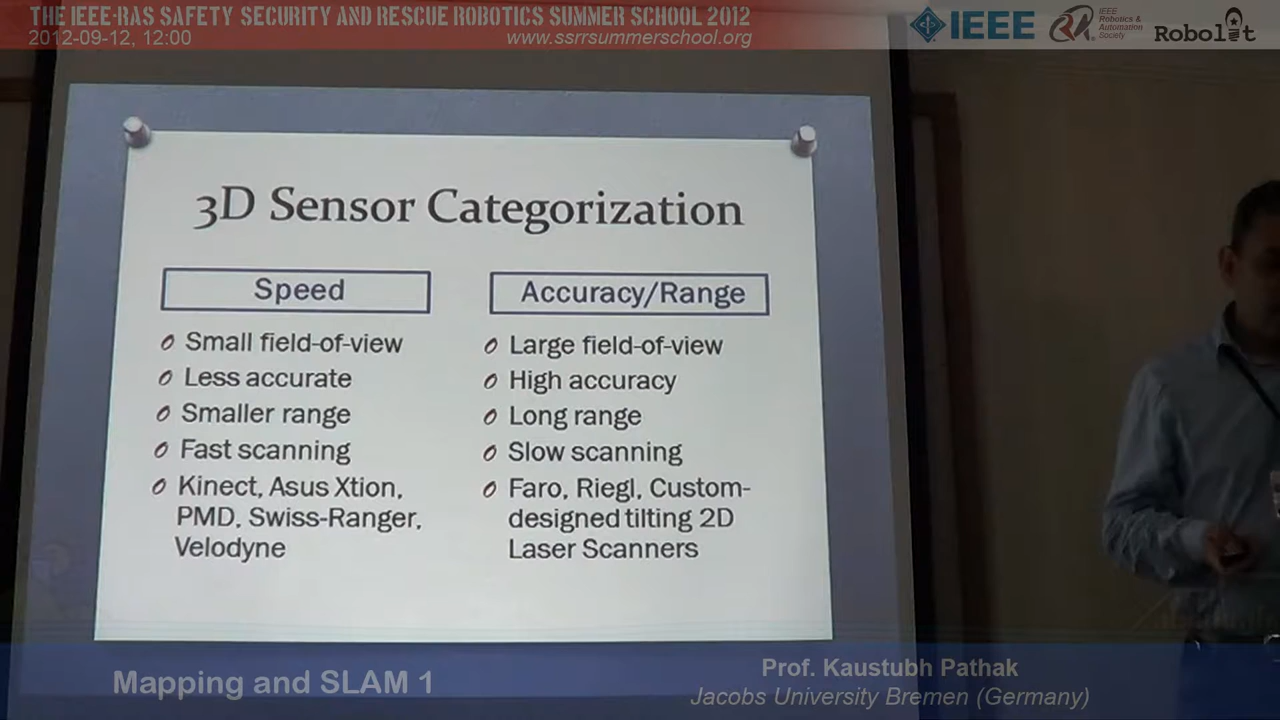 THE IEEE-RAS SAFETY SECURITY AND RESCUE ROBOTICS SUMMER SCHOOL 2012
2012-09-12, 12:00
www.ssrrsummerschool.org
IEEE
IEEE
Robotics &
Automation
Society
Robolit
3D Sensor Categorization
Speed
Small field-of-view
Less accurate
Smaller range
Fast scanning
Kinect, Asus Xtion,
PMD, Swiss-Ranger,
Velodyne
Accuracy/Range
Large field-of-view
High accuracy
Long range
Slow scanning
Faro, Riegl, Custom-
designed tilting 2D
Laser Scanners
Mapping and SLAM 1
Prof. Kaustubh Pathak
Jacobs University Bremen (Germany)